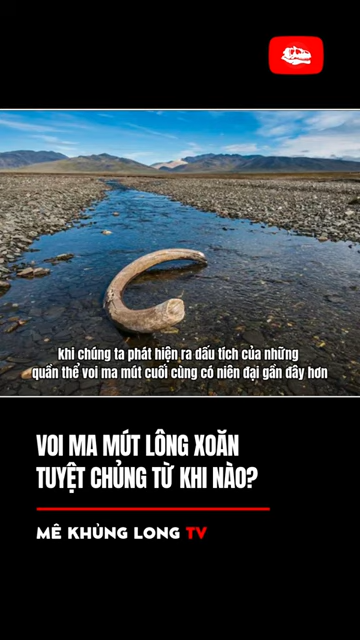 khi chúng ta phát hiện ra dấu tích của những
quần thể voi ma mút cuối cùng có niên đại gần đây hơn
VOI MA MÚT LÔNG XOĂN
TUYỆT CHỦNG TỪ KHI NÀO?
MÊ KHỦNG LONG TV